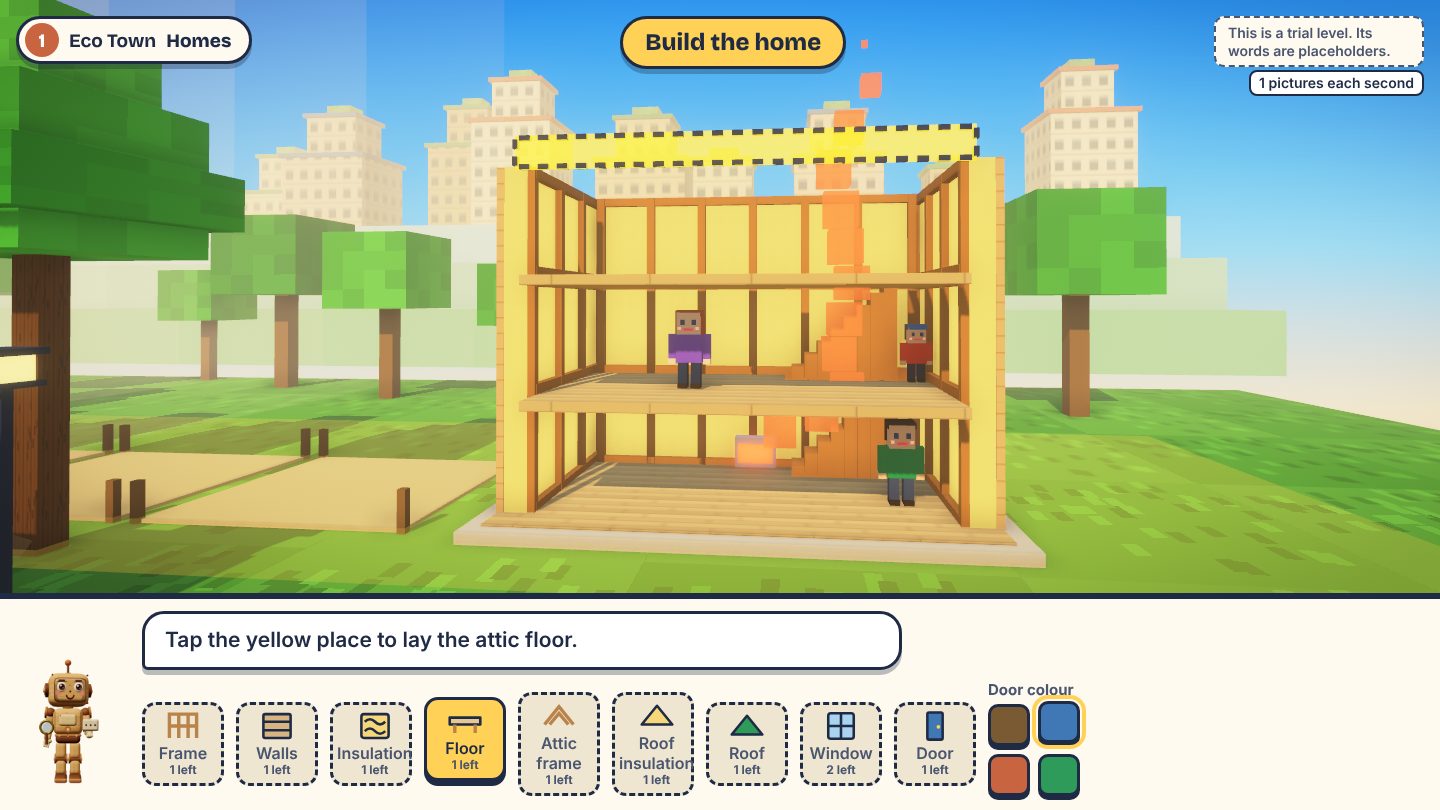 1 Eco Town Homes
Build the home
This is a trial level. Its
words are placeholders.
1 pictures each second
Tap the yellow place to lay the attic floor.
Frame
1 left
Walls
1 left
Insulation
1 left
Floor
1 left
Attic
frame
1 left
Roof
insulation
1 left
Roof
1 left
Window
2 left
Door
1 left
Door colour